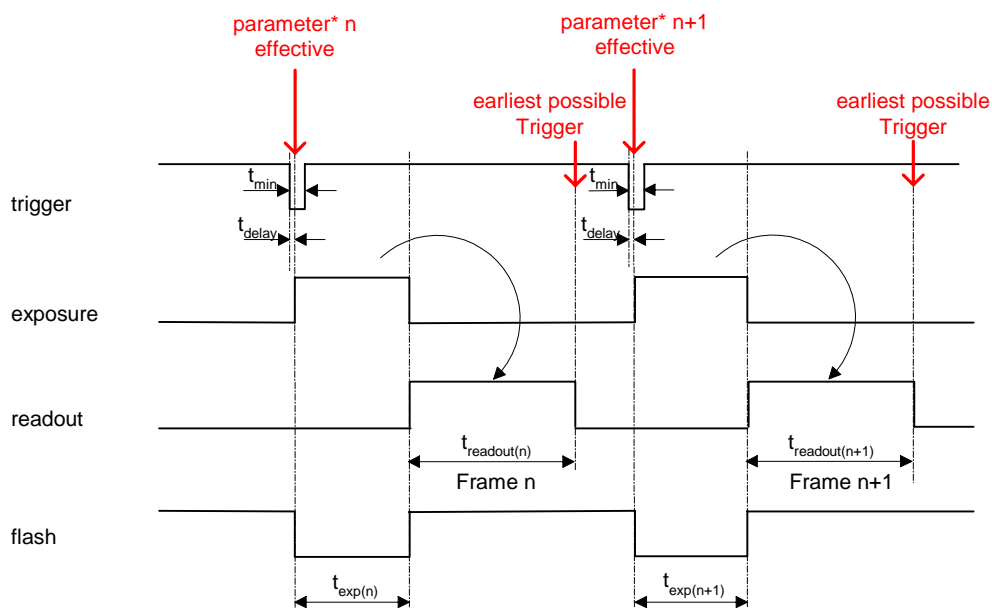 parameter* n
effective
parameter* n+1
effective
earliest possible
Trigger
earliest possible
Trigger
trigger
tmin
tmin
tdelay
tdelay
exposure
readout
treadout(n)
treadout(n+1)
Frame n
Frame n+1
flash
texp(n)
texp(n+1)